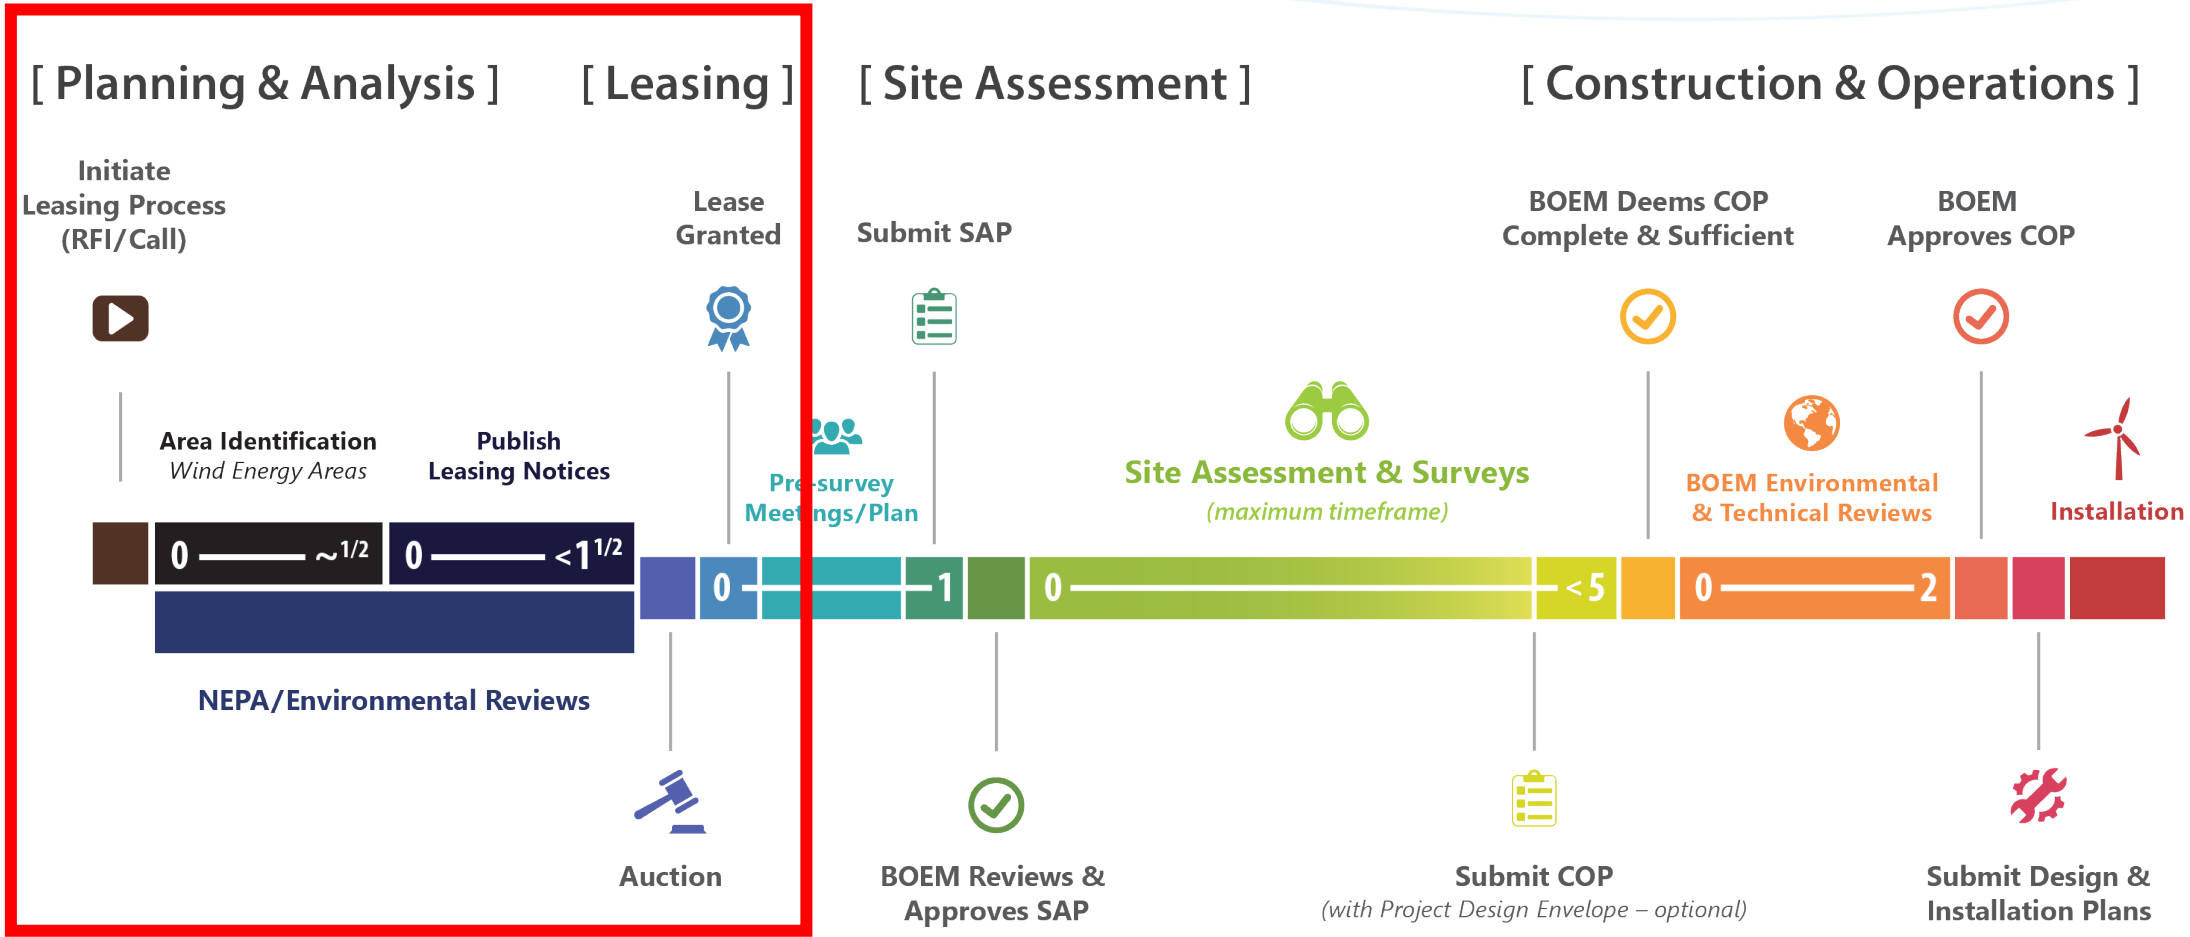 [ Planning & Analysis ]
[ Leasing ]
[ Site Assessment ]
[ Construction & Operations ]
Initiate
Leasing Process
(RFI/Call)
Lease
Granted
Submit SAP
BOEM Deems COP
Complete & Sufficient
BOEM
Approves COP
Area Identification
Wind Energy Areas
Publish
Leasing Notices
Pre-survey
Meetings/Plan
Site Assessment & Surveys
(maximum timeframe)
BOEM Environmental
& Technical Reviews
Installation
0 ~1/2
0 <1 1/2
0 1
0 <5
0 2
NEPA/Environmental Reviews
Auction
BOEM Reviews &
Approves SAP
Submit COP
(with Project Design Envelope – optional)
Submit Design &
Installation Plans